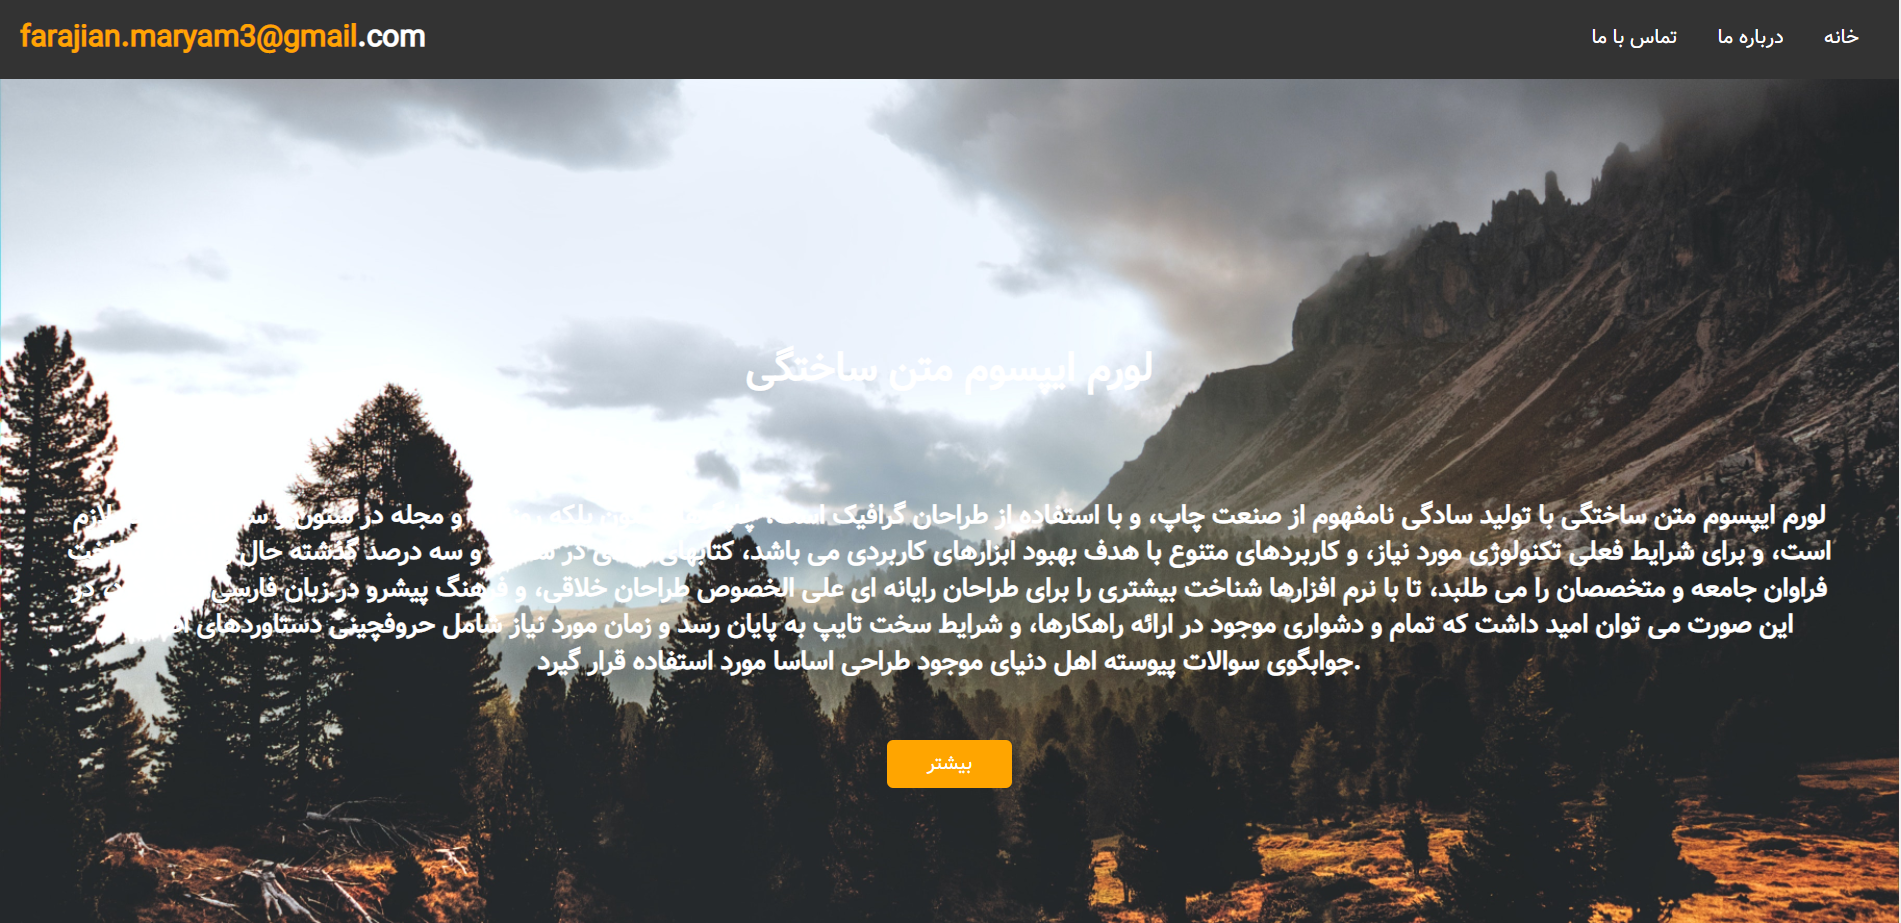 farajian.maryam3@gmail.com
خانه
درباره ما
تماس با ما
لورم ایپسوم متن ساختگی
لورم ایپسوم متن ساختگی با تولید سادگی نامفهوم از صنعت چاپ، و با استفاده از طراحان گرافیک است، بلکه و مجله در ستون و لازم
است، و برای شرایط فعلی تکنولوژی مورد نیاز، و کاربردهای متنوع با هدف بهبود ابزارهای کاربردی می باشد، کتابهای در و سه درصد گذشته حال
فراوان جامعه و متخصصان را می طلبد، تا با نرم افزارها شناخت بیشتری را برای طراحان رایانه ای علی الخصوص طراحان خلاقی، و فرهنگ پیشرو در زبان فارسی در
این صورت می توان امید داشت که تمام و دشواری موجود در ارائه راهکارها، و شرایط سخت تایپ به پایان رسد و زمان مورد نیاز شامل حروفچینی دستاوردهای
جوابگوی سوالات پیوسته اهل دنیای موجود طراحی اساسا مورد استفاده قرار گیرد.
بیشتر